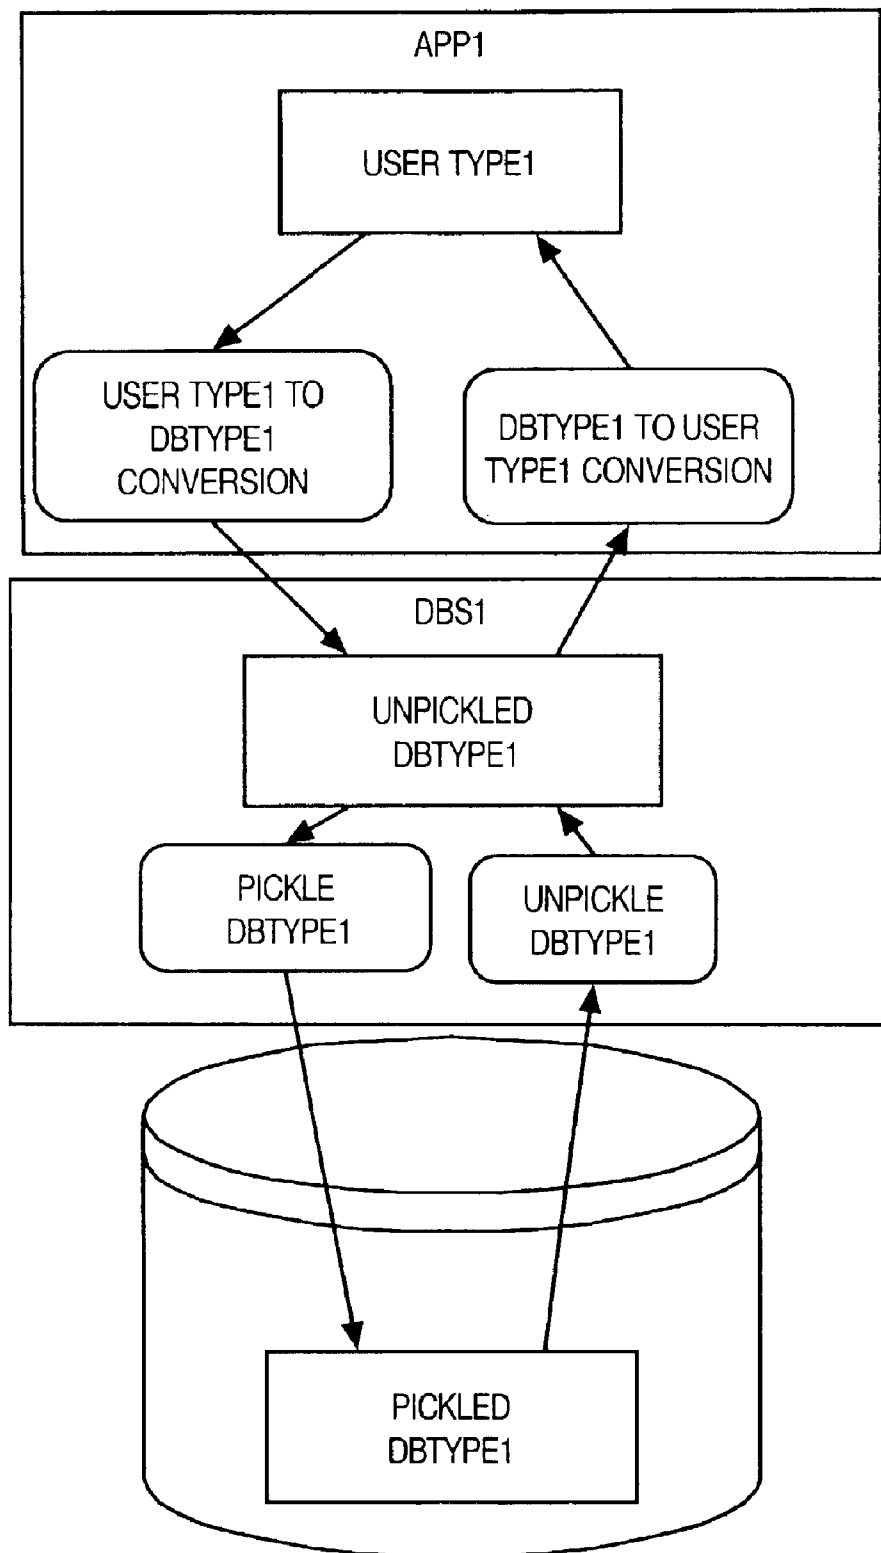 APP1
USER TYPE1
USER TYPE1 TO
DBTYPE1
CONVERSION
DBTYPE1 TO USER
TYPE1 CONVERSION
DBS1
UNPICKLED
DBTYPE1
PICKLE
DBTYPE1
UNPICKLE
DBTYPE1
PICKLED
DBTYPE1